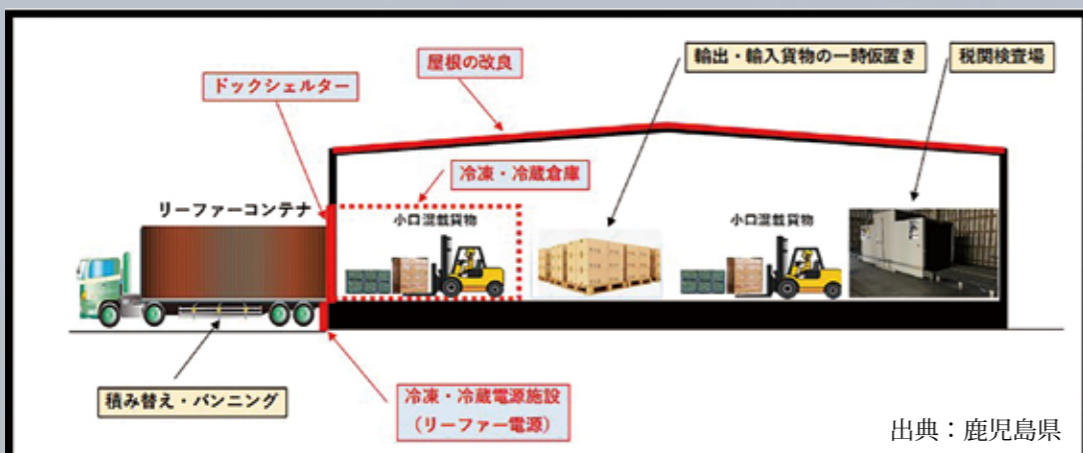 屋根の改良
輸出・輸入貨物の一時仮置き
税関検査場
ドックシェルター
冷凍・冷蔵倉庫
リーファーコンテナ
小口混載貨物
小口混載貨物
積み替え・バンニング
冷凍・冷蔵電源施設
(リーファー電源)
出典:鹿児島県